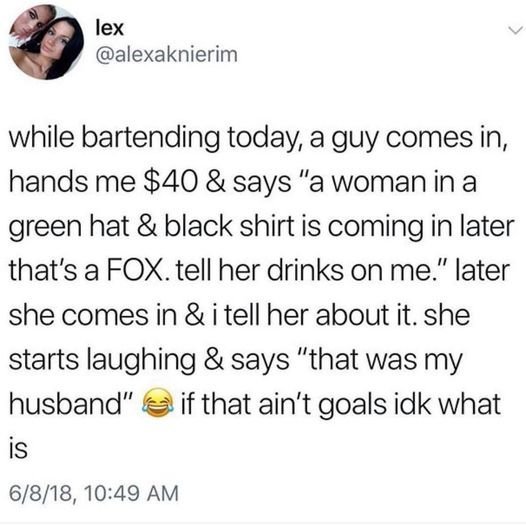 lex
@alexaknierim
while bartending today, a guy comes in,
hands me $40 & says "a woman in a
green hat & black shirt is coming in later
that's a FOX. tell her drinks on me." later
she comes in & i tell her about it. she
starts laughing & says "that was my
husband" 😂 if that ain't goals idk what
is
6/8/18, 10:49 AM